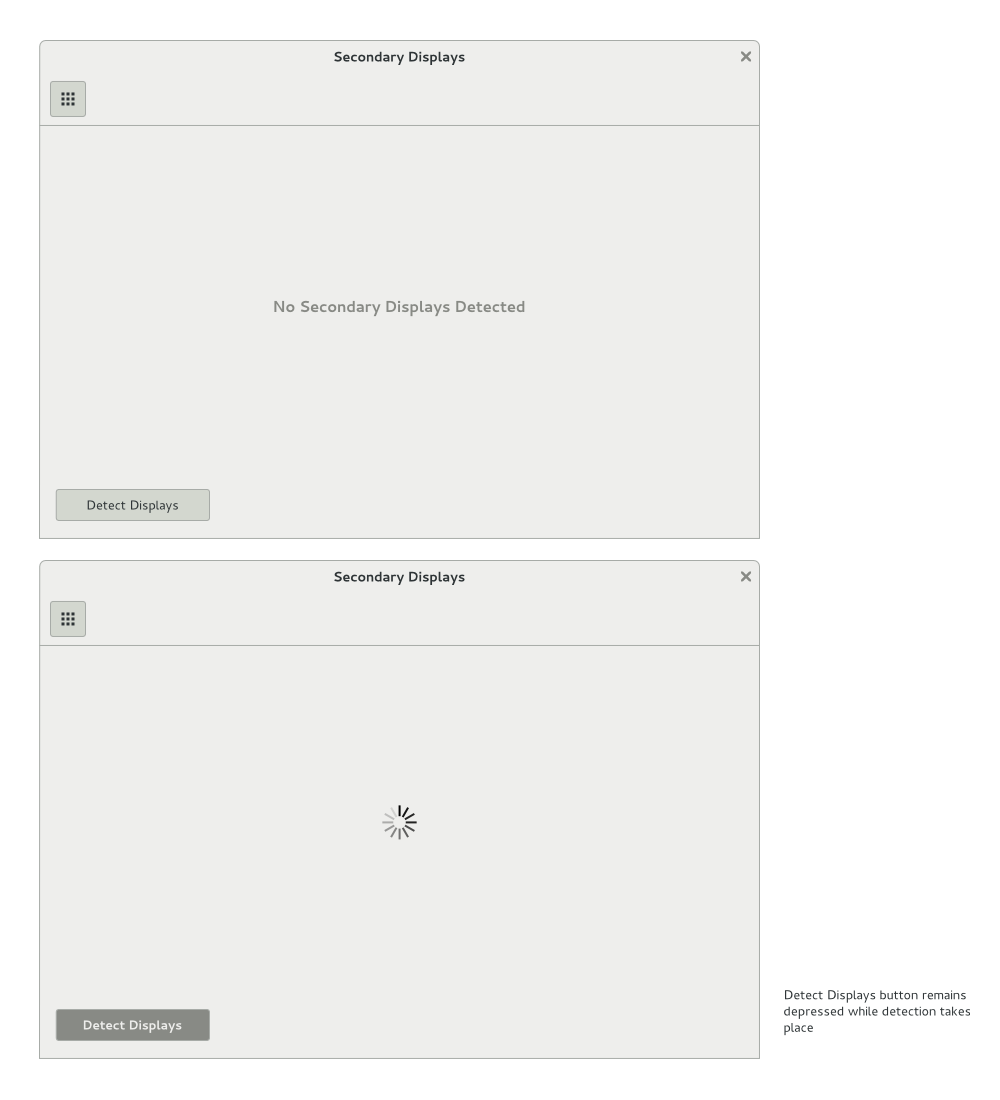 Secondary Displays
No Secondary Displays Detected
Detect Displays
Secondary Displays
Detect Displays
Detect Displays button remains
depressed while detection takes
place